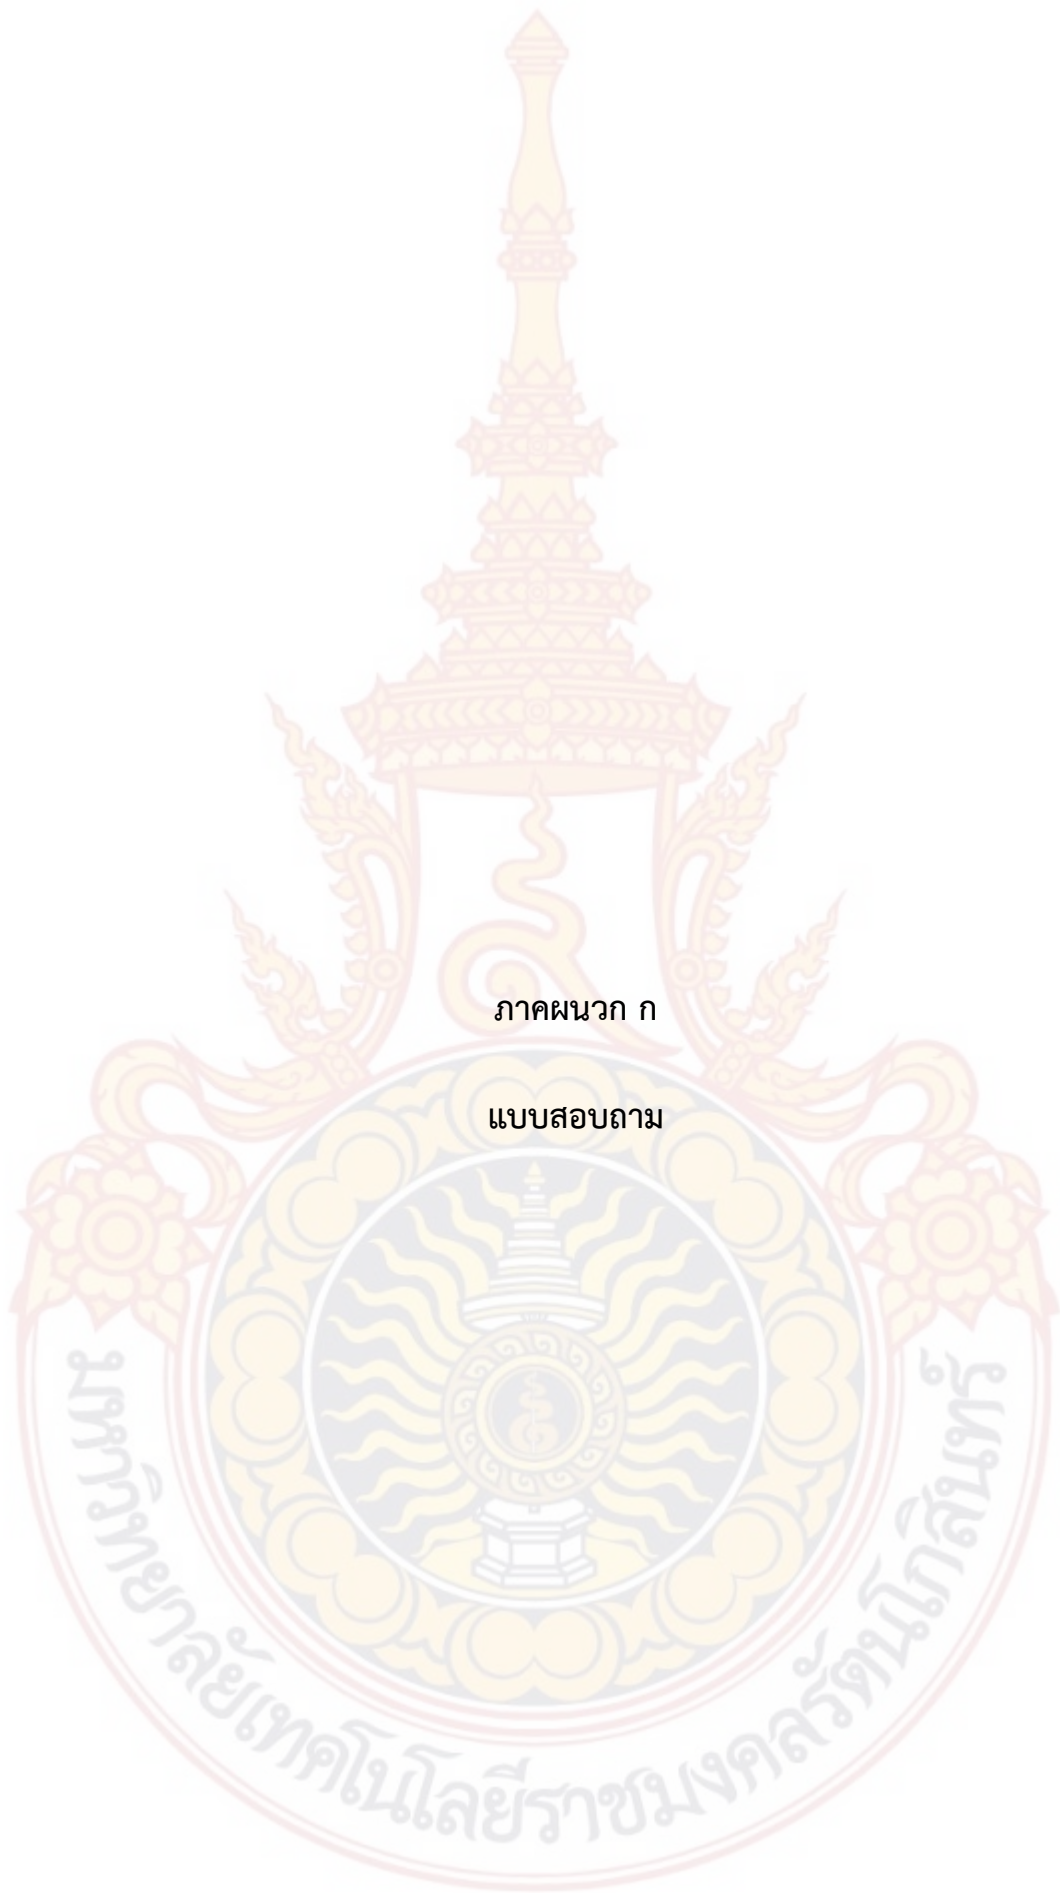 ภาคผนวก ก
แบบสอบถาม
มหาวิทยาลัยเทคโนโลยีราชมงคลรัตนโกสินทร์